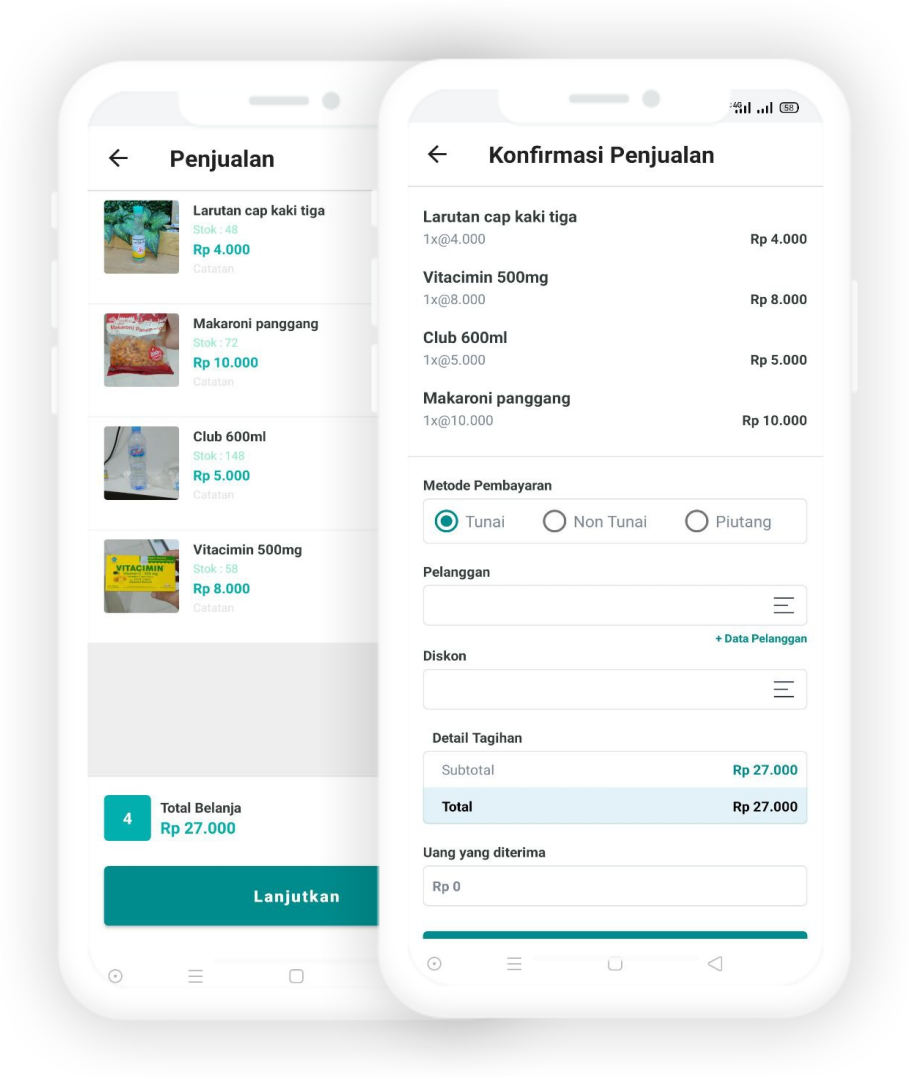 Penjualan
Larutan cap kaki tiga
Stok : 48
Rp 4.000
Catatan
Makaroni panggang
Stok : 72
Rp 10.000
Catatan
Club 600ml
Stok : 148
Rp 5.000
Catatan
VITACIMIN
Vitacimin 500mg
Stok : 58
Rp 8.000
Catatan
4
Total Belanja
Rp 27.000
Lanjutkan
4G 58
Konfirmasi Penjualan
Larutan cap kaki tiga
1x@4.000 Rp 4.000
Vitacimin 500mg
1x@8.000 Rp 8.000
Club 600ml
1x@5.000 Rp 5.000
Makaroni panggang
1x@10.000 Rp 10.000
Metode Pembayaran
Tunai Non Tunai Piutang
Pelanggan
+ Data Pelanggan
Diskon
Detail Tagihan
Subtotal Rp 27.000
Total Rp 27.000
Uang yang diterima
Rp 0